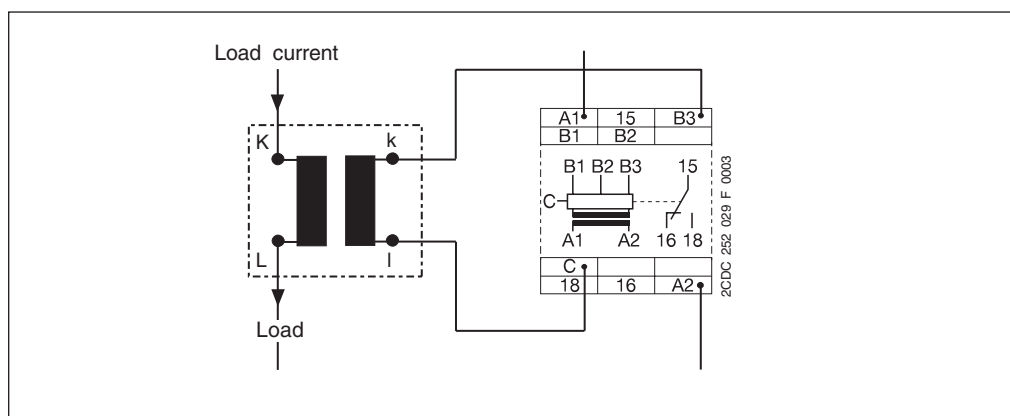 Load current
K
k
L
l
Load
A1 15 B3
B1 B2
B1 B2 B3 15
C
A1 A2 16 18
C
18 16 A2
2CDC 252 029 F 0003